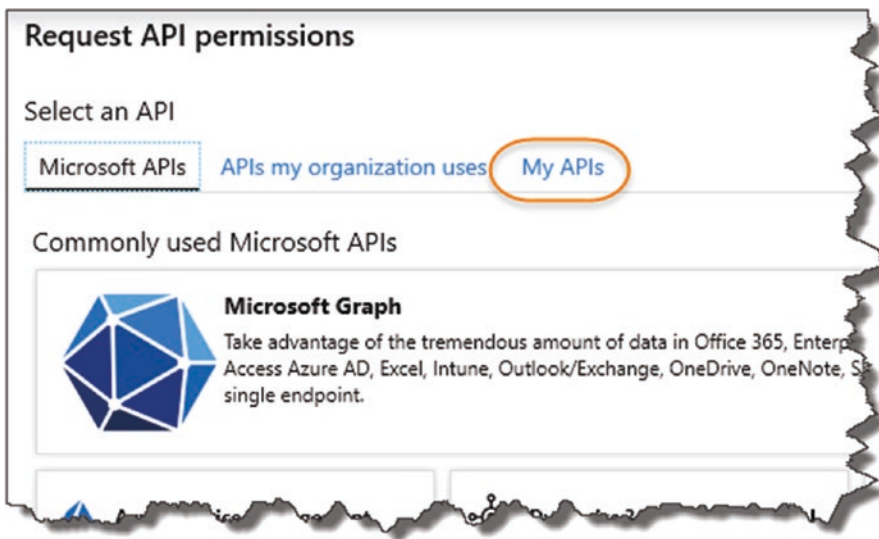 Request API permissions
Select an API
Microsoft APIs APIs my organization uses My APIs
Commonly used Microsoft APIs
Microsoft Graph
Take advantage of the tremendous amount of data in Office 365, Enterp
Access Azure AD, Excel, Intune, Outlook/Exchange, OneDrive, OneNote, S
single endpoint.